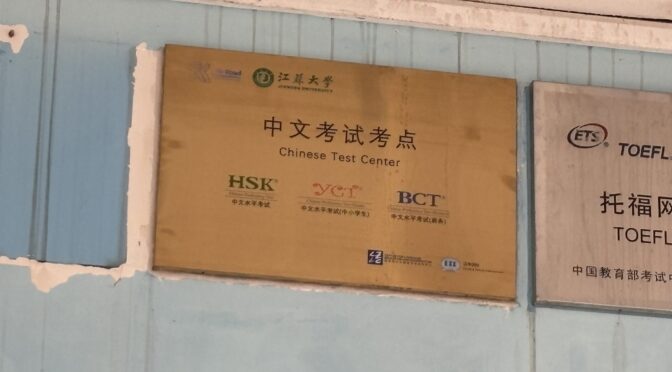 江苏大学
JIANGSU UNIVERSITY
中文考试考点
Chinese Test Center
HSK
中文水平考试
YCT
中文水平考试(中小学生)
BCT
中文水平考试(商务)
ETS
TOEFL
托福网
TOEFL
中国教育部考试中